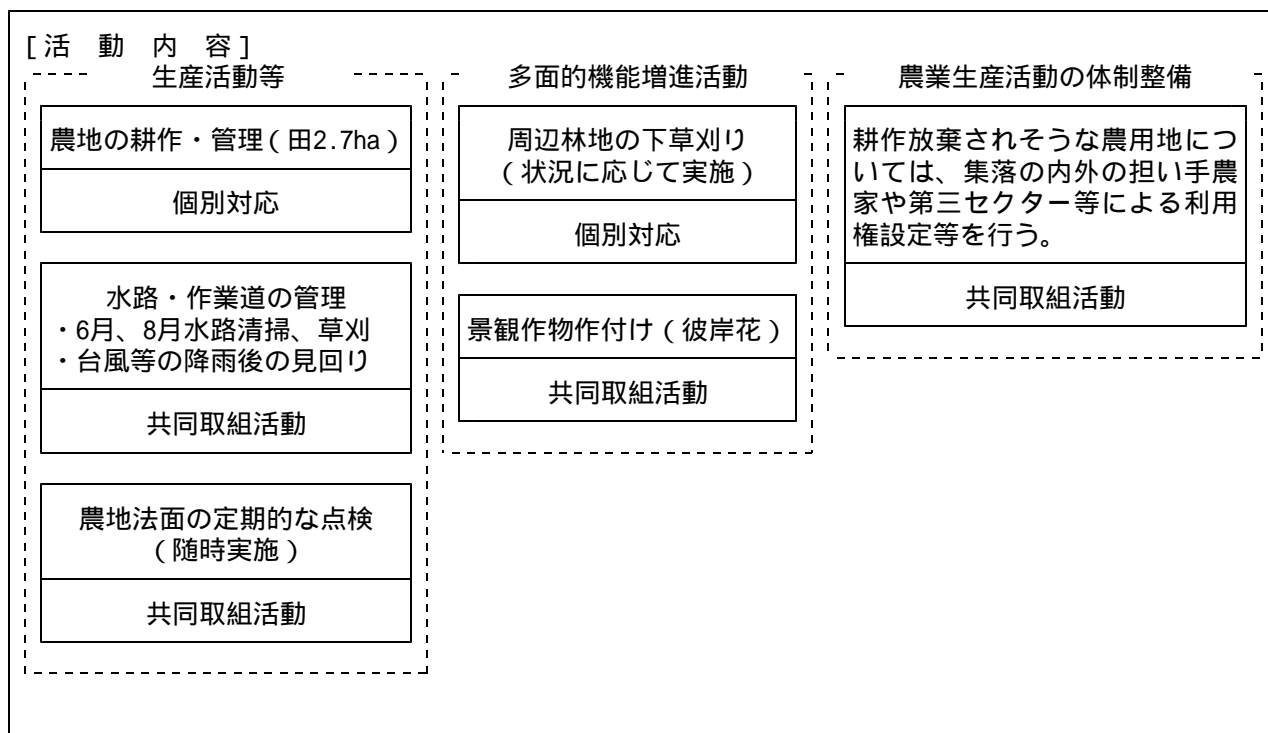 [活 動 内 容]
生産活動等
農地の耕作・管理(田2.7ha)
個別対応
水路・作業道の管理
・6月、8月水路清掃、草刈
・台風等の降雨後の見回り
共同取組活動
農地法面の定期的な点検
(随時実施)
共同取組活動
多面的機能増進活動
周辺林地の下草刈り
(状況に応じて実施)
個別対応
景観作物作付け(彼岸花)
共同取組活動
農業生産活動の体制整備
耕作放棄されそうな農用地につ
いては、集落の内外の担い手農
家や第三セクター等による利用
権設定等を行う。
共同取組活動